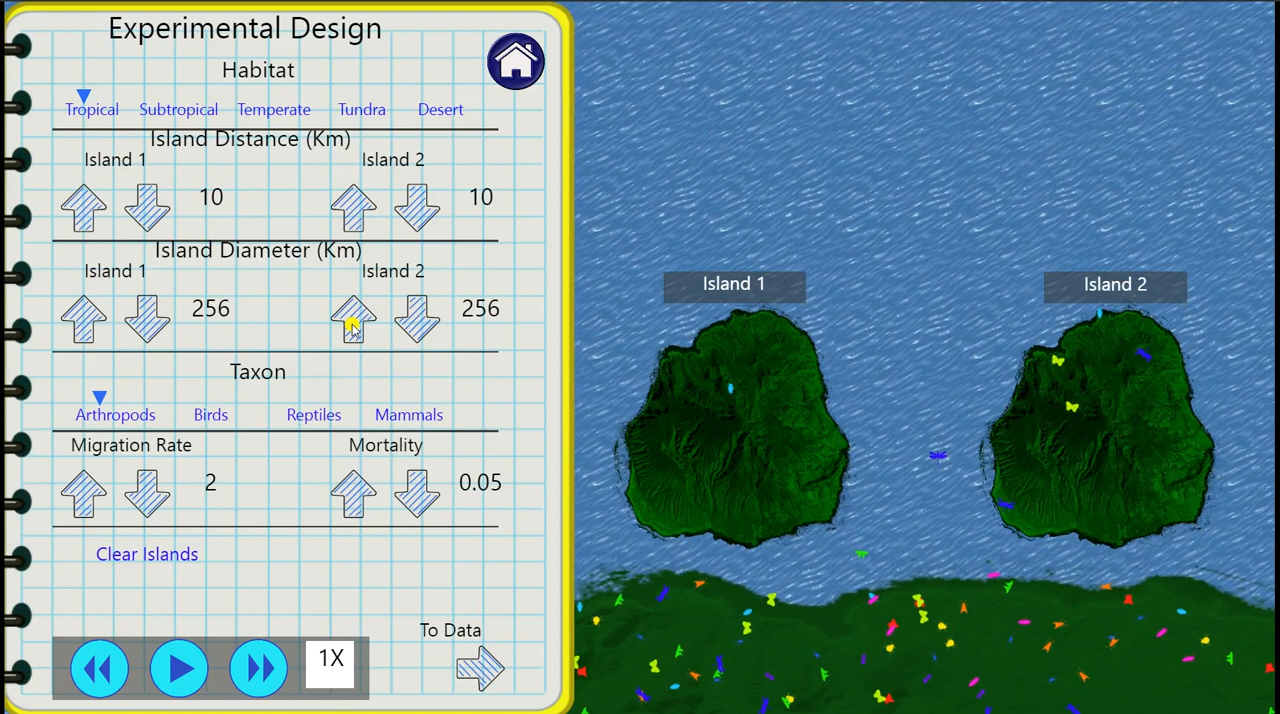 Experimental Design
Habitat
Tropical Subtropical Temperate Tundra Desert
Island Distance (Km)
Island 1 Island 2
10 10
Island Diameter (Km)
Island 1 Island 2
256 256
Taxon
Arthropods Birds Reptiles Mammals
Migration Rate Mortality
2 0.05
Clear Islands
To Data
1X
Island 1 Island 2